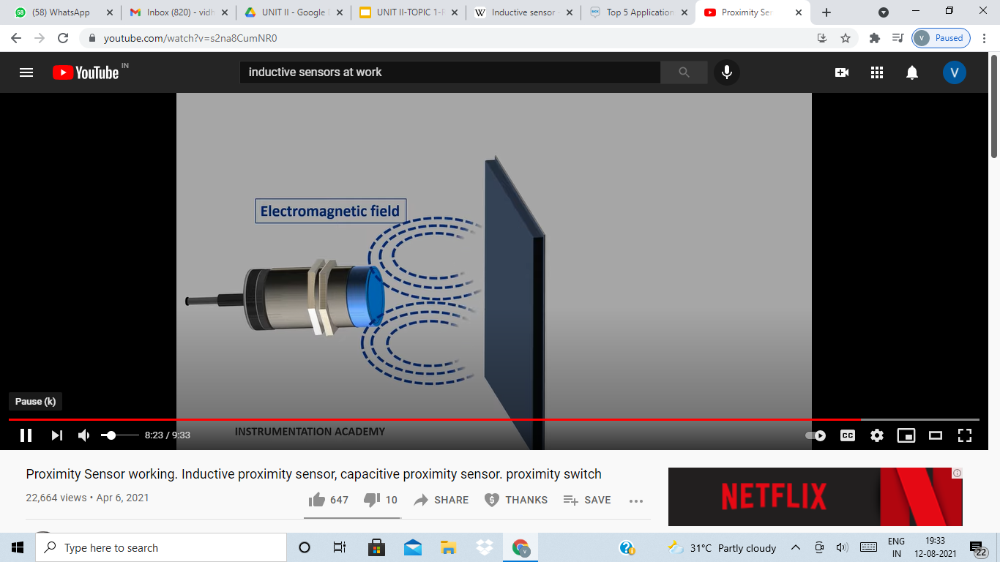 (58) WhatsApp
Inbox (820) - vidh
UNIT II - Google
UNIT II-TOPIC 1-
Inductive sensor
Top 5 Application
Proximity Se
youtube.com/watch?v=s2na8CumNR0
V
Paused
YouTube IN
inductive sensors at work
V
Electromagnetic field
Pause (k)
INSTRUMENTATION ACADEMY
8:23 / 9:33
CC
Proximity Sensor working. Inductive proximity sensor, capacitive proximity sensor. proximity switch
22,664 views • Apr 6, 2021
647
10
SHARE
THANKS
SAVE
NETFLIX
Type here to search
31°C Partly cloudy
ENG
IN
19:33
12-08-2021
22